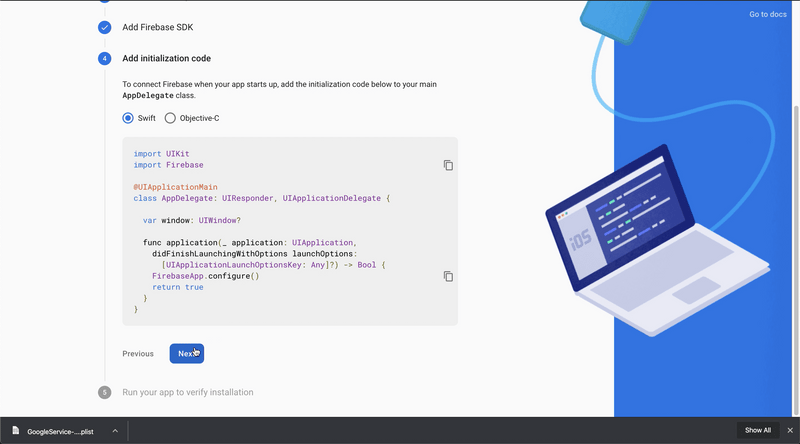 Go to docs
Add Firebase SDK
4
Add initialization code
To connect Firebase when your app starts up, add the initialization code below to your main
AppDelegate class.
Swift
Objective-C
import UIKit
import Firebase
@UIApplicationMain
class AppDelegate: UIResponder, UIApplicationDelegate {
var window: UIWindow?
func application(_ application: UIApplication,
didFinishLaunchingWithOptions launchOptions:
[UIApplicationLaunchOptionsKey: Any]?) -> Bool {
FirebaseApp.configure()
return true
}
}
iOS
Previous
Next
5
Run your app to verify installation
GoogleService-....plist
Show All